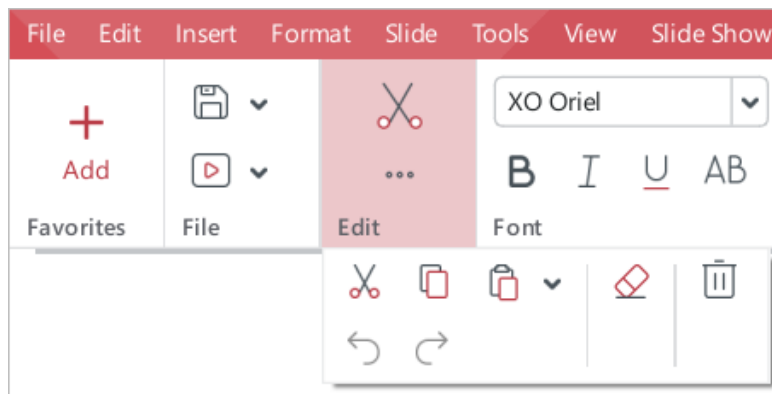 File Edit Insert Format Slide Tools View Slide Show
XO Oriel
Add
B I U AB
Favorites File Edit Font